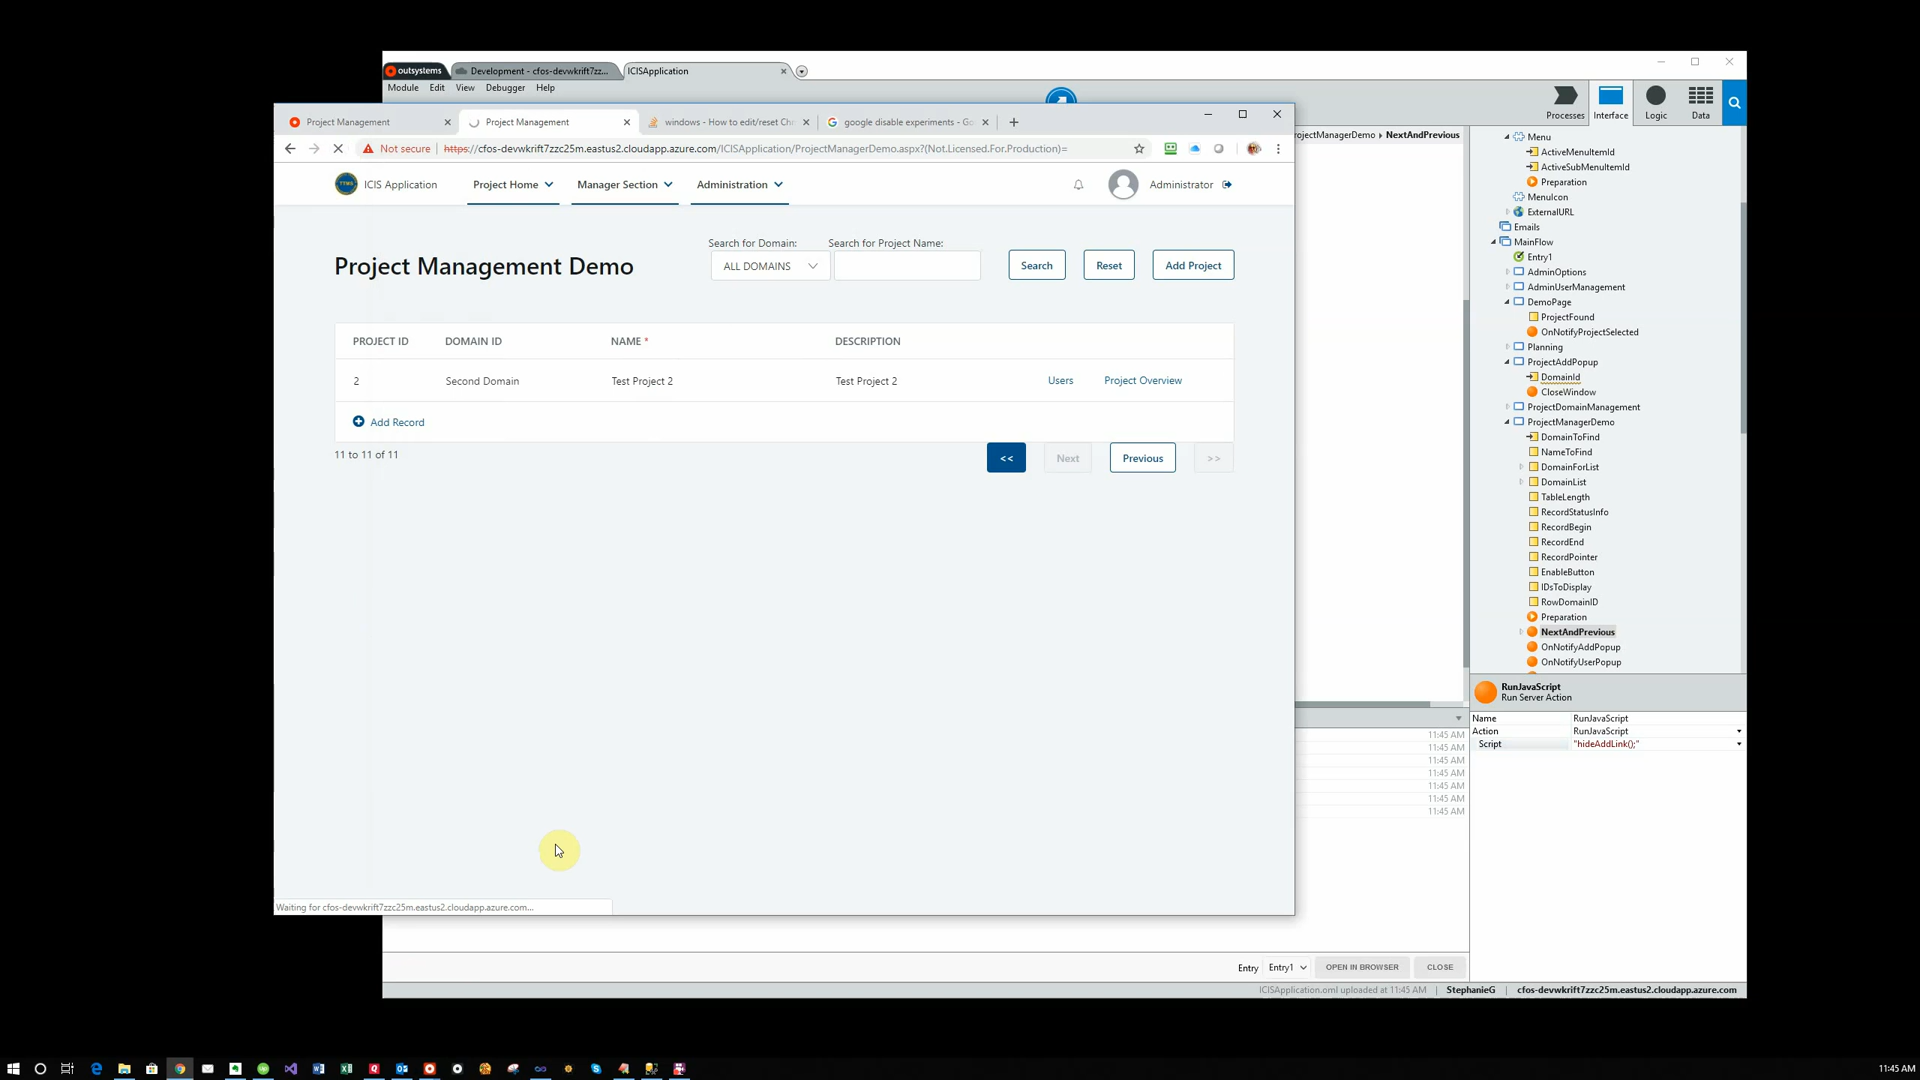 outsystems
Development - cfos-devwkrift7zz...
ICISApplication
Module Edit View Debugger Help
Processes Interface Logic Data
Project Management
Project Management
windows - How to edit/reset Ch
google disable experiments - Go
Not secure | https://cfos-devwkrift7zzc25m.eastus2.cloudapp.azure.com/ICISApplication/ProjectManagerDemo.aspx?(Not.Licensed.For.Production)=
ICIS Application
Project Home
Manager Section
Administration
Administrator
Project Management Demo
Search for Domain:
Search for Project Name:
ALL DOMAINS
Search
Reset
Add Project
PROJECT ID DOMAIN ID NAME * DESCRIPTION
2 Second Domain Test Project 2 Test Project 2 Users Project Overview
Add Record
11 to 11 of 11
<< Next Previous >>
Waiting for cfos-devwkrift7zzc25m.eastus2.cloudapp.azure.com...
rojectManagerDemo NextAndPrevious
Menu
ActiveMenuItemId
ActiveSubMenuItemId
Preparation
MenuIcon
ExternalURL
Emails
MainFlow
Entry1
AdminOptions
AdminUserManagement
DemoPage
ProjectFound
OnNotifyProjectSelected
Planning
ProjectAddPopup
DomainId
CloseWindow
ProjectDomainManagement
ProjectManagerDemo
DomainToFind
NameToFind
DomainForList
DomainList
TableLength
RecordStatusInfo
RecordBegin
RecordEnd
RecordPointer
EnableButton
IDsToDisplay
RowDomainID
Preparation
NextAndPrevious
OnNotifyAddPopup
OnNotifyUserPopup
RunJavaScript
Run Server Action
Name RunJavaScript
Action RunJavaScript
Script "hideAddLink();"
11:45 AM
11:45 AM
11:45 AM
11:45 AM
11:45 AM
11:45 AM
11:45 AM
Entry Entry1 OPEN IN BROWSER CLOSE
ICISApplication.oml uploaded at 11:45 AM | StephanieG | cfos-devwkrift7zzc25m.eastus2.cloudapp.azure.com
11:45 AM